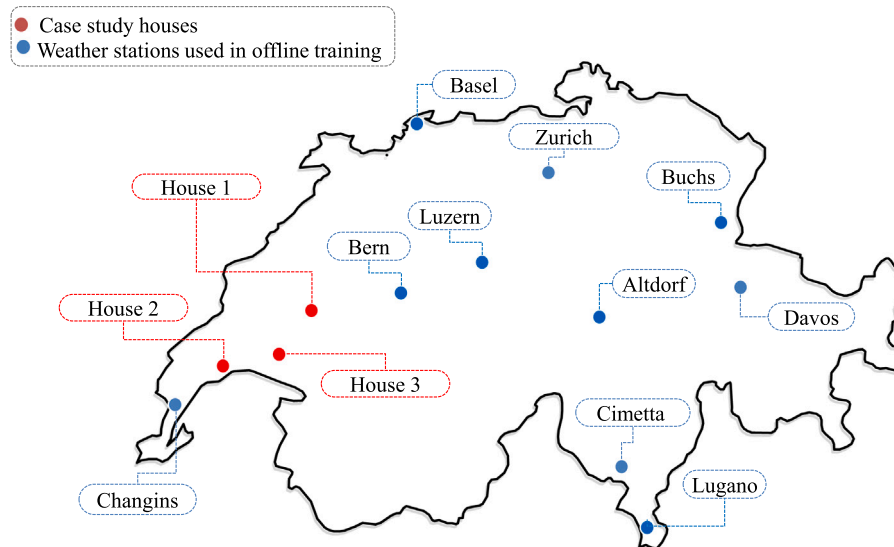 Case study houses
Weather stations used in offline training
Basel
Zurich
House 1
Buchs
Luzern
Bern
Altdorf
House 2
Davos
House 3
Cimetta
Changins
Lugano